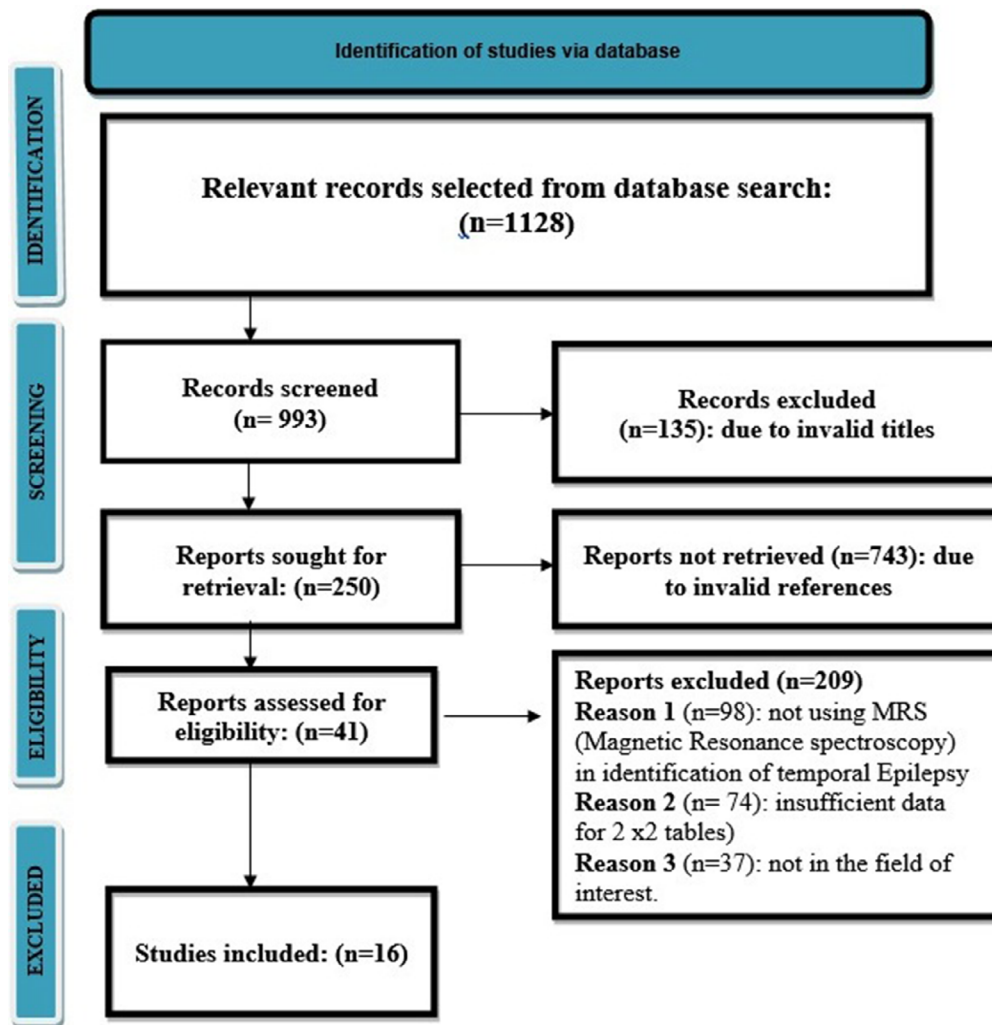 Identification of studies via database
IDENTIFICATION
Relevant records selected from database search:
(n=1128)
SCREENING
Records screened
(n= 993)
Records excluded
(n=135): due to invalid titles
Reports sought for
retrieval: (n=250)
Reports not retrieved (n=743): due
to invalid references
ELIGIBILITY
Reports assessed for
eligibility: (n=41)
Reports excluded (n=209)
Reason 1 (n=98): not using MRS
(Magnetic Resonance spectroscopy)
in identification of temporal Epilepsy
Reason 2 (n= 74): insufficient data
for 2 x2 tables)
Reason 3 (n=37): not in the field of
interest.
EXCLUDED
Studies included: (n=16)